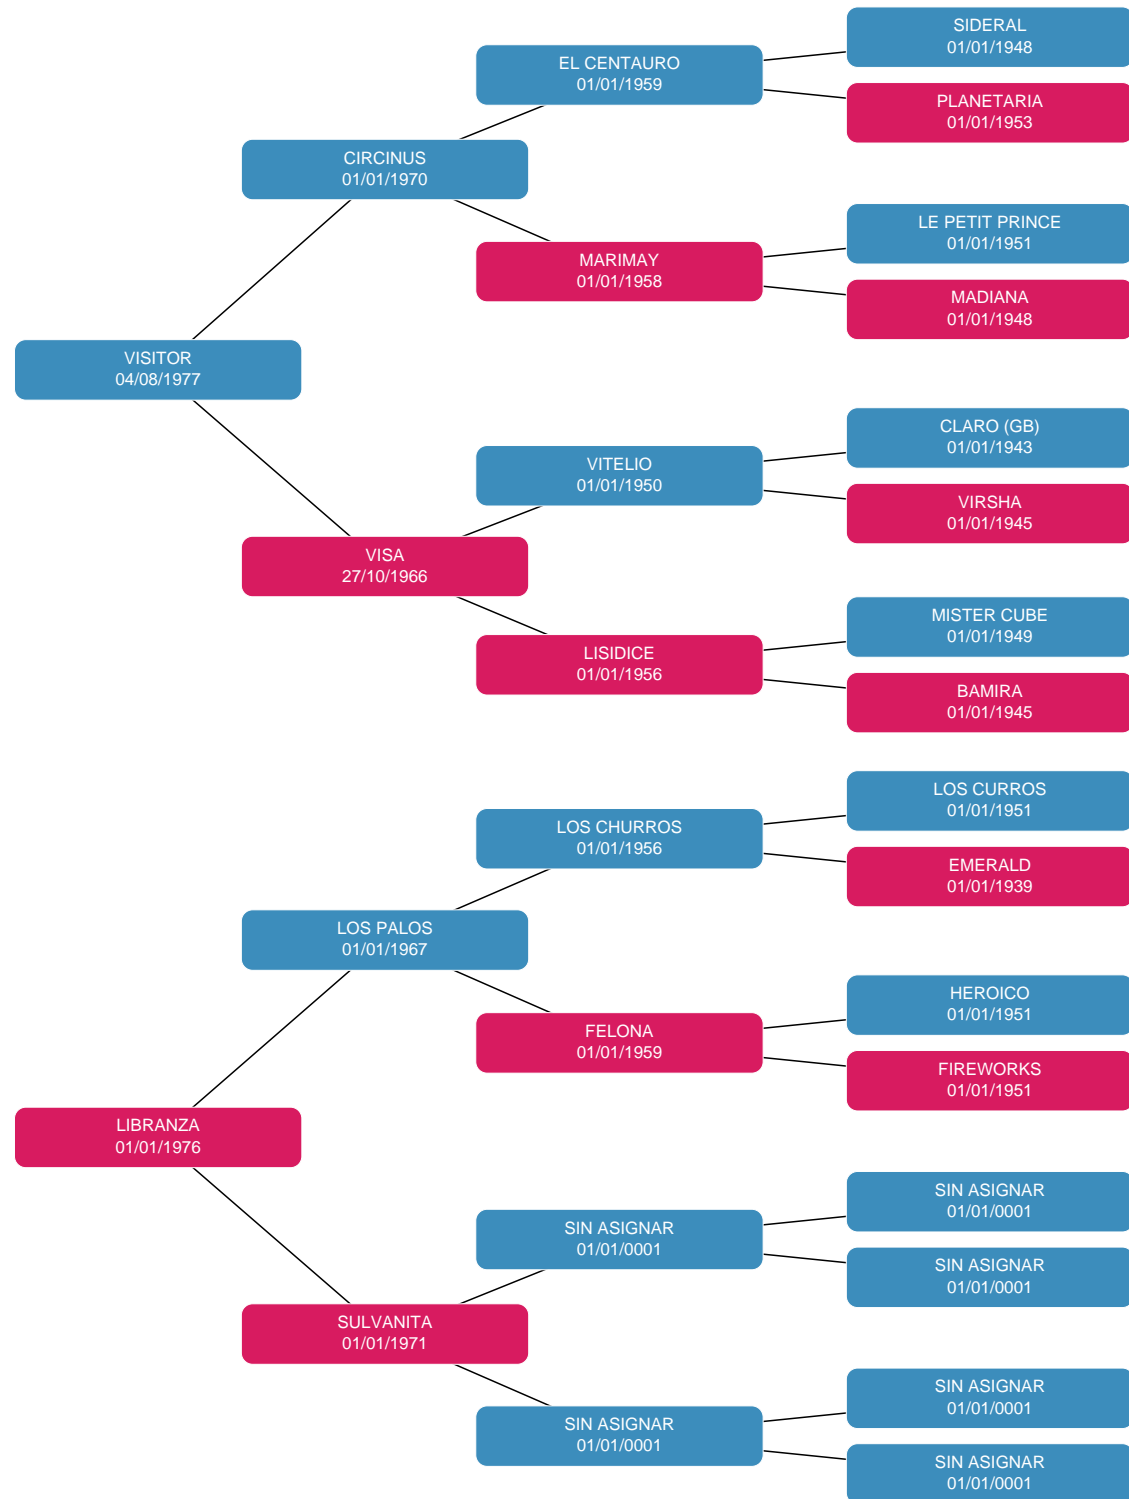 SIDERAL
01/01/1948
EL CENTAURO
01/01/1959
PLANETARIA
01/01/1953
CIRCINUS
01/01/1970
LE PETIT PRINCE
01/01/1951
MARIMAY
01/01/1958
MADIANA
01/01/1948
VISITOR
04/08/1977
CLARO (GB)
01/01/1943
VITELIO
01/01/1950
VIRSHA
01/01/1945
VISA
27/10/1966
MISTER CUBE
01/01/1949
LISIDICE
01/01/1956
BAMIRA
01/01/1945
LOS CURROS
01/01/1951
LOS CHURROS
01/01/1956
EMERALD
01/01/1939
LOS PALOS
01/01/1967
HEROICO
01/01/1951
FELONA
01/01/1959
FIREWORKS
01/01/1951
LIBRANZA
01/01/1976
SIN ASIGNAR
01/01/0001
SIN ASIGNAR
01/01/0001
SIN ASIGNAR
01/01/0001
SULVANITA
01/01/1971
SIN ASIGNAR
01/01/0001
SIN ASIGNAR
01/01/0001
SIN ASIGNAR
01/01/0001